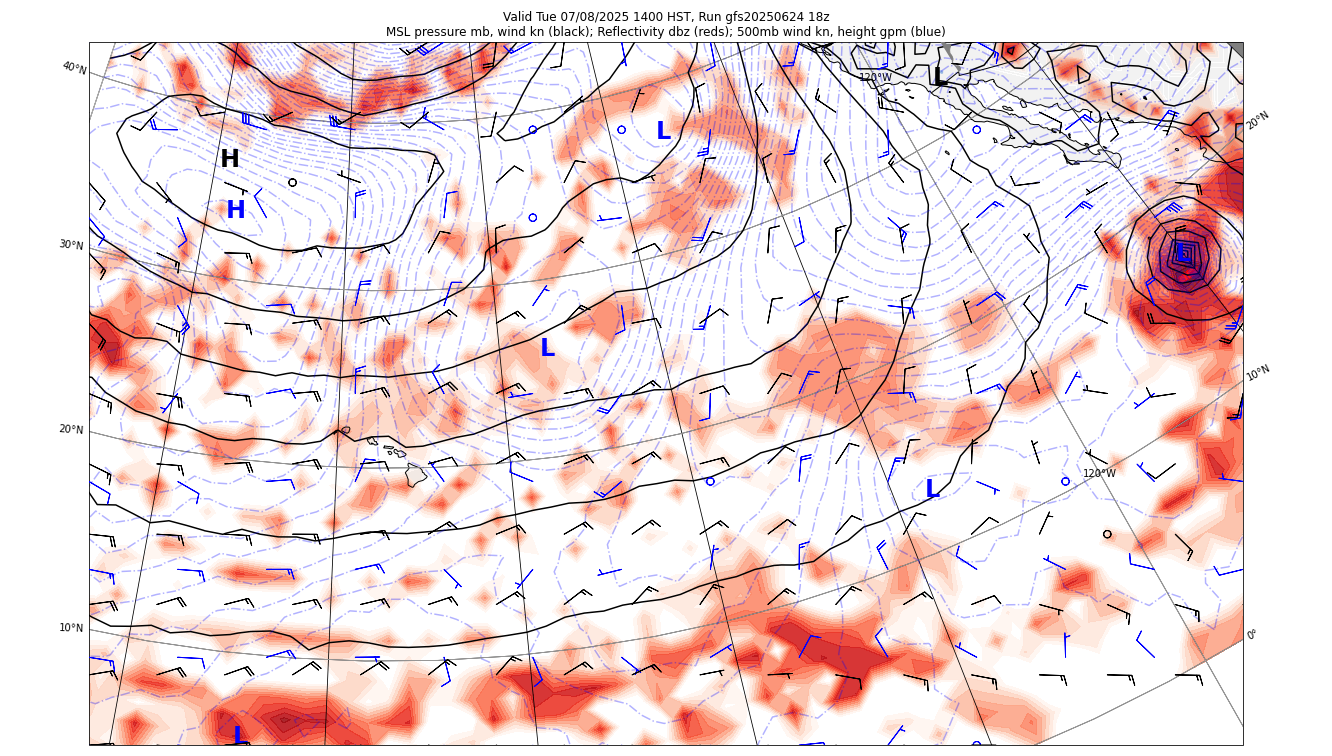 Valid Tue 07/08/2025 1400 HST, Run gfs20250624 18z
MSL pressure mb, wind kn (black); Reflectivity dbz (reds); 500mb wind kn, height gpm (blue)
40°N
120°W
L
20°N
L
H
H
30°N
L
L
10°N
20°N
120°W
L
10°N
0°
L